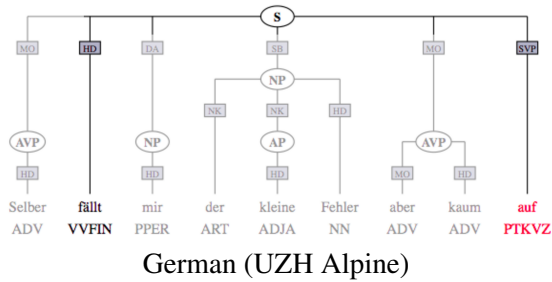 S
MO HD DA SB MO SVP
NP
NK NK HD
AVP NP AP AVP
HD HD HD MO HD
Selber fällt mir der kleine Fehler aber kaum auf
ADV VVFIN PPER ART ADJA NN ADV ADV PTKVZ
German (UZH Alpine)